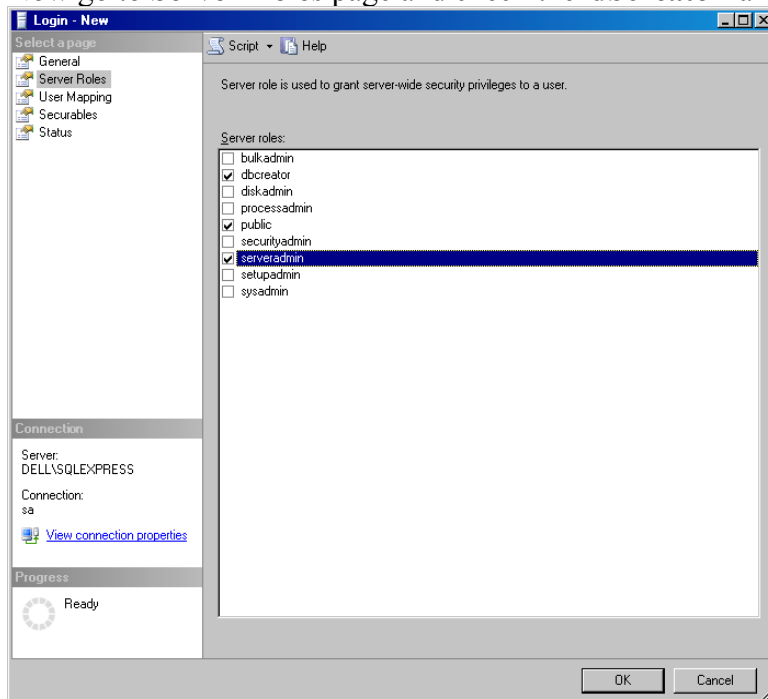 Login - New
Select a page
General
Server Roles
User Mapping
Securables
Status
Script Help
Server role is used to grant server-wide security privileges to a user.
Server roles:
bulkadmin
dbcreator
diskadmin
processadmin
public
securityadmin
serveradmin
setupadmin
sysadmin
Connection
Server:
DELL\SQLEXPRESS
Connection:
sa
View connection properties
Progress
Ready
OK Cancel